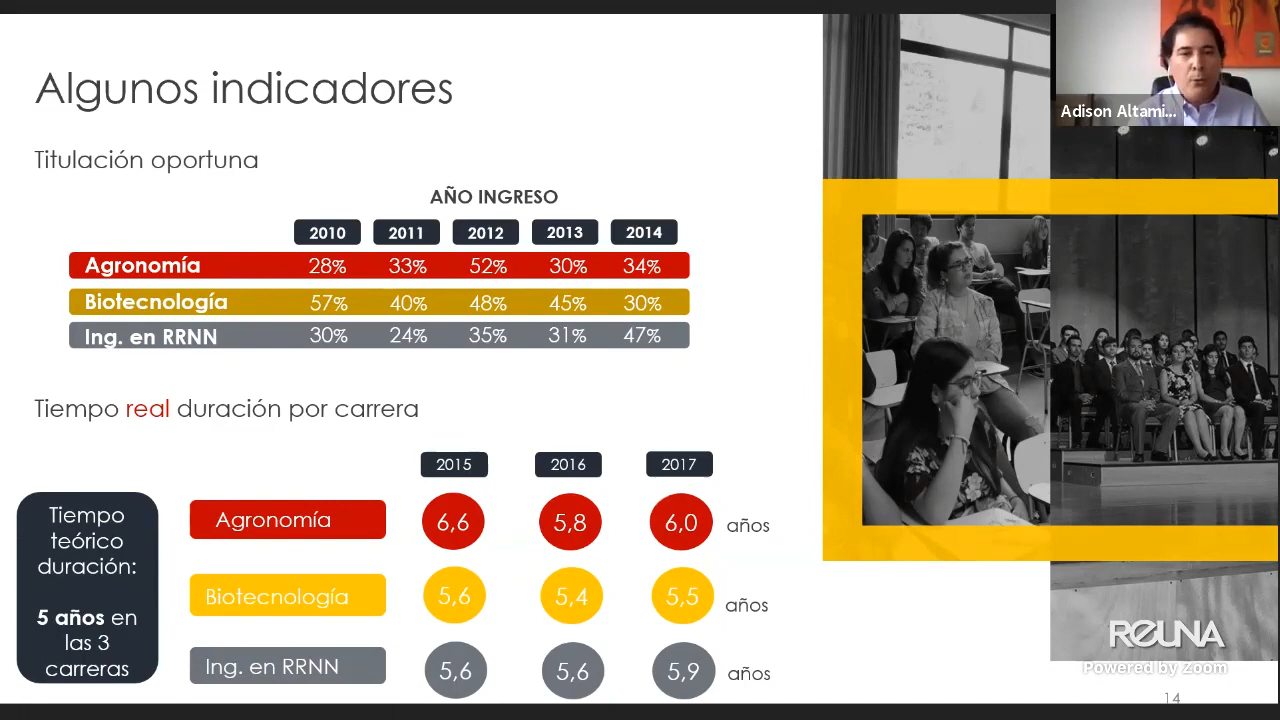 Algunos indicadores
Adison Altami...
Titulación oportuna
AÑO INGRESO
2010 2011 2012 2013 2014
Agronomía 28% 33% 52% 30% 34%
Biotecnología 57% 40% 48% 45% 30%
Ing. en RRNN 30% 24% 35% 31% 47%
Tiempo real duración por carrera
2015 2016 2017
Tiempo
teórico
duración:
5 años en
las 3
carreras
Agronomía 6,6 5,8 6,0 años
Biotecnología 5,6 5,4 5,5 años
Ing. en RRNN 5,6 5,6 5,9 años
REUNA
Powered by Zoom
14